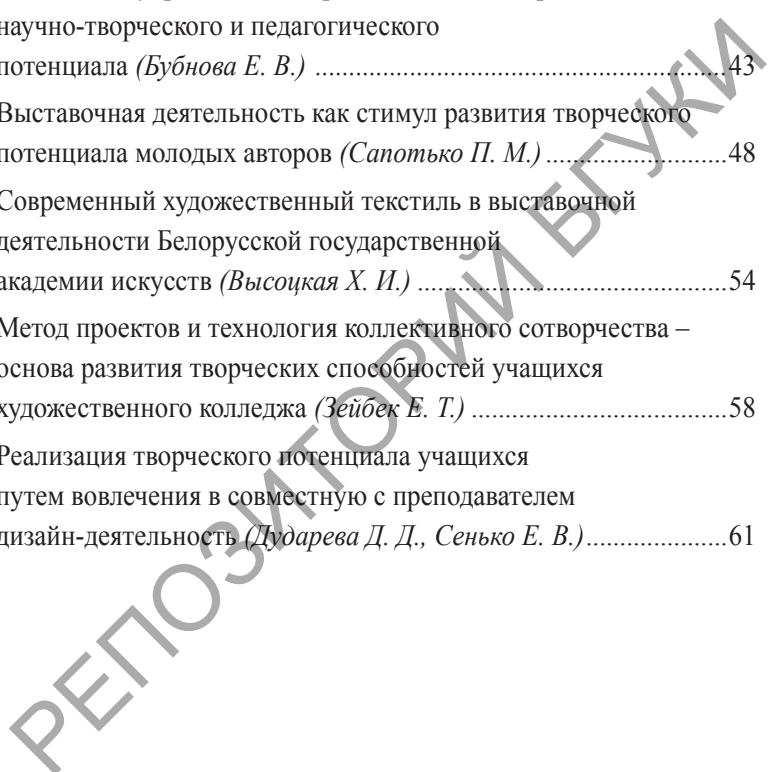 научно-творческого и педагогического
потенциала (Бубнова Е. В.) ........................................................43
Выставочная деятельность как стимул развития творческого
потенциала молодых авторов (Сапотько П. М.) .........................48
Современный художественный текстиль в выставочной
деятельности Белорусской государственной
академии искусств (Высоцкая Х. И.) ...........................................54
Метод проектов и технология коллективного сотворчества –
основа развития творческих способностей учащихся
художественного колледжа (Зейбек Е. Т.) ...................................58
Реализация творческого потенциала учащихся
путем вовлечения в совместную с преподавателем
дизайн-деятельность (Дударева Д. Д., Сенько Е. В.)....................61
РЕПОЗИТОРИЙ БГУКИ